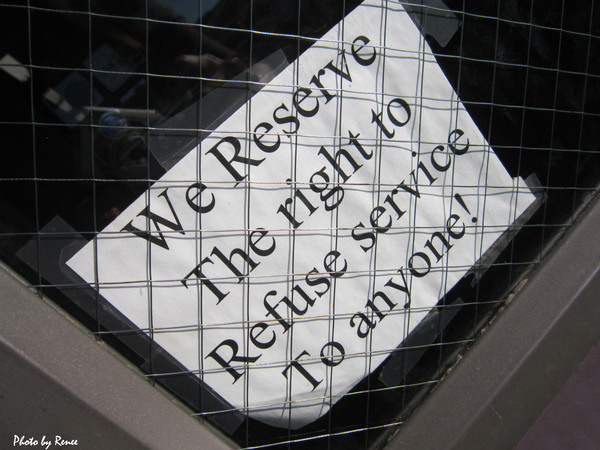 We Reserve
The right to
Refuse service
To anyone!
Photo by Renee